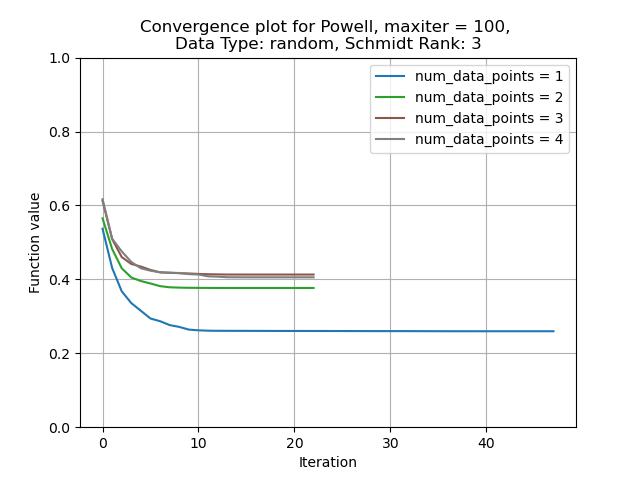 Convergence plot for Powell, maxiter = 100,
Data Type: random, Schmidt Rank: 3
num_data_points = 1
num_data_points = 2
num_data_points = 3
num_data_points = 4
Function value
1.0
0.8
0.6
0.4
0.2
0.0
0
10
20
30
40
Iteration